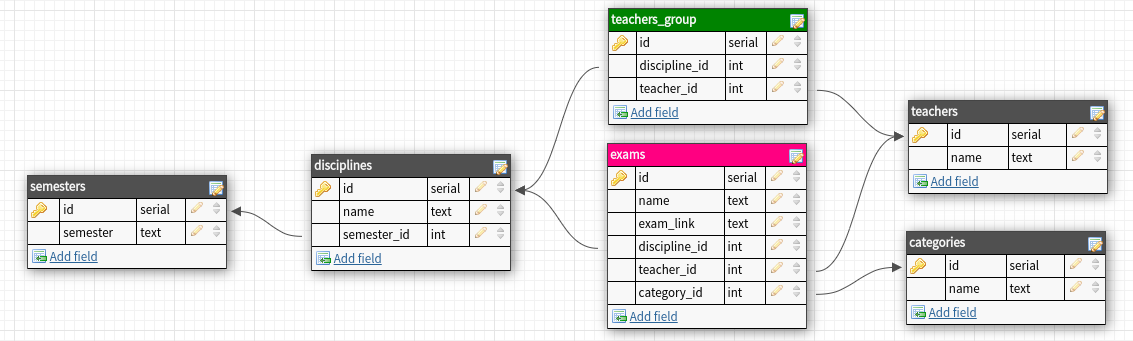 teachers_group
id serial
discipline_id int
teacher_id int
Add field
teachers
id serial
name text
Add field
exams
id serial
name text
exam_link text
discipline_id int
teacher_id int
category_id int
Add field
disciplines
id serial
name text
semester_id int
Add field
semesters
id serial
semester text
Add field
categories
id serial
name text
Add field